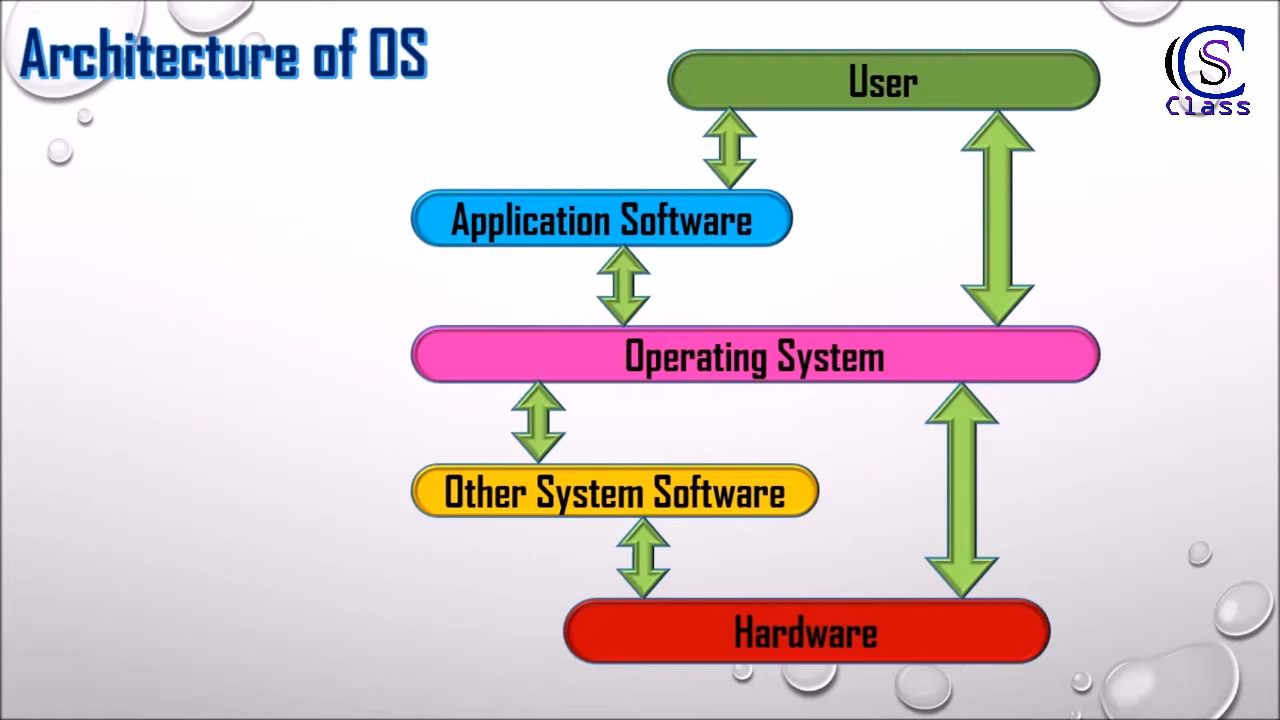 Architecture of OS
CS
Class
User
Application Software
Operating System
Other System Software
Hardware